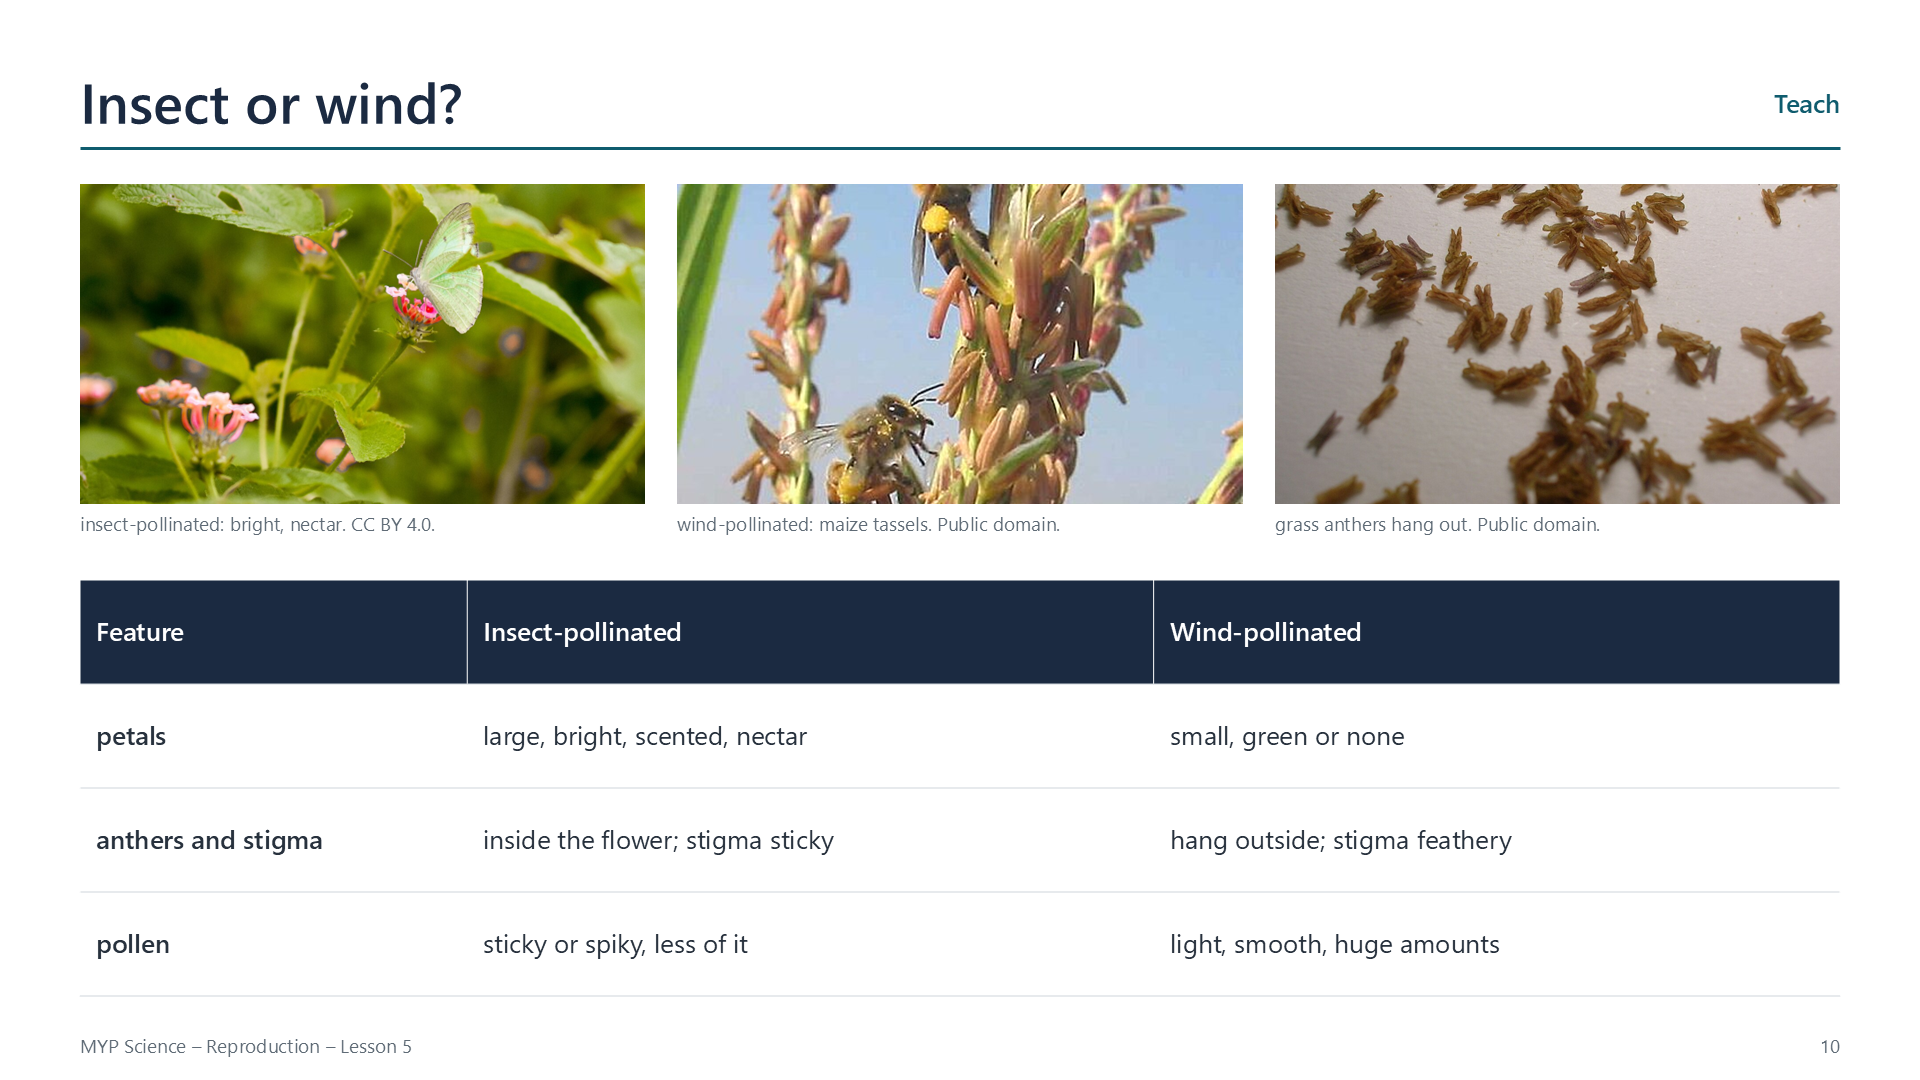 Insect or wind?
Teach
insect-pollinated: bright, nectar. CC BY 4.0.
wind-pollinated: maize tassels. Public domain.
grass anthers hang out. Public domain.
Feature
Insect-pollinated
Wind-pollinated
petals
large, bright, scented, nectar
small, green or none
anthers and stigma
inside the flower; stigma sticky
hang outside; stigma feathery
pollen
sticky or spiky, less of it
light, smooth, huge amounts
MYP Science – Reproduction – Lesson 5
10